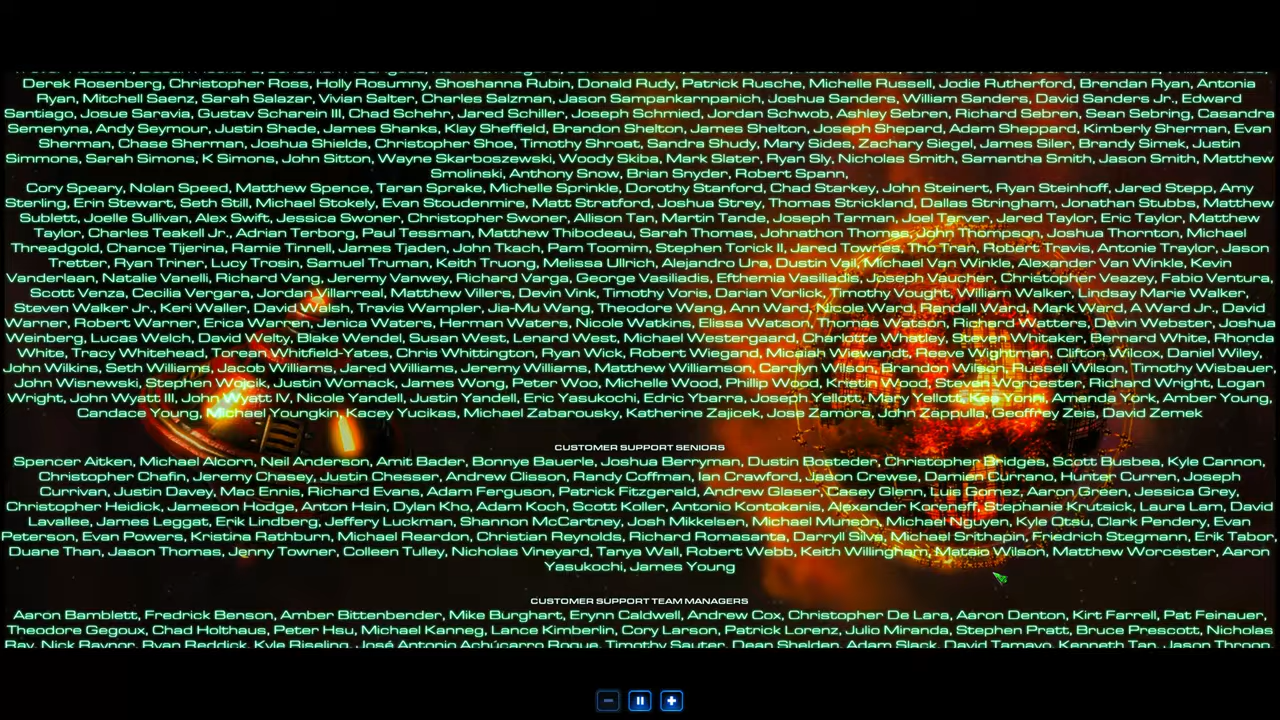 Derek Rosenberg, Christopher Ross, Holly Rosumny, Shoshanna Rubin, Donald Rudy, Patrick Rusche, Michelle Russell, Jodie Rutherford, Brendan Ryan, Antonia
Ryan, Mitchell Saenz, Sarah Salazar, Vivian Salter, Charles Salzman, Jason Sampankarnpanich, Joshua Sanders, William Sanders, David Sanders Jr., Edward
Santiago, Josue Saravia, Gustav Scharein III, Chad Schehr, Jared Schiller, Joseph Schmied, Jordan Schwob, Ashley Sebren, Richard Sebren, Sean Sebring, Casandra
Semenyna, Andy Seymour, Justin Shade, James Shanks, Klay Sheffield, Brandon Shelton, James Shelton, Joseph Shepard, Adam Sheppard, Kimberly Sherman, Evan
Sherman, Chase Sherman, Joshua Shields, Christopher Shoe, Timothy Shroat, Sandra Shudy, Mary Sides, Zachary Siegel, James Siler, Brandy Simek, Justin
Simmons, Sarah Simons, K Simons, John Sitton, Wayne Skarboszewski, Woody Skiba, Mark Slater, Ryan Sly, Nicholas Smith, Samantha Smith, Jason Smith, Matthew
Smolinski, Anthony Snow, Brian Snyder, Robert Spann,
Cory Speary, Nolan Speed, Matthew Spence, Taran Sprake, Michelle Sprinkle, Dorothy Stanford, Chad Starkey, John Steinert, Ryan Steinhoff, Jared Stepp, Amy
Sterling, Erin Stewart, Seth Still, Michael Stokely, Evan Stoudenmire, Matt Stratford, Joshua Strey, Thomas Strickland, Dallas Stringham, Jonathan Stubbs, Matthew
Sublett, Joelle Sullivan, Alex Swift, Jessica Swoner, Christopher Swoner, Allison Tan, Martin Tande, Joseph Tarman, Joel Tarver, Jared Taylor, Eric Taylor, Matthew
Taylor, Charles Teakell Jr., Adrian Terborg, Paul Tessman, Matthew Thibodeau, Sarah Thomas, Johnathon Thomas, John Thompson, Joshua Thornton, Michael
Threadgold, Chance Tijerina, Ramie Tinnell, James Tjaden, John Tkach, Pam Toomim, Stephen Torick II, Jared Townes, Tho Tran, Robert Travis, Antonie Traylor, Jason
Tretter, Ryan Triner, Lucy Trosin, Samuel Truman, Keith Truong, Melissa Ullrich, Alejandro Ura, Dustin Vail, Michael Van Winkle, Alexander Van Winkle, Kevin
Vanderlaan, Natalie Vanelli, Richard Vang, Jeremy Vanwey, Richard Varga, George Vasiliadis, Efthemia Vasiliadis, Joseph Vaucher, Christopher Veazey, Fabio Ventura,
Scott Venza, Cecilia Vergara, Jordan Villarreal, Matthew Villers, Devin Vink, Timothy Voris, Darian Vorlick, Timothy Vought, William Walker, Lindsay Marie Walker,
Steven Walker Jr., Keri Waller, David Walsh, Travis Wampler, Jia-Mu Wang, Theodore Wang, Ann Ward, Nicole Ward, Randall Ward, Mark Ward, A Ward Jr., David
Warner, Robert Warner, Erica Warren, Jenica Waters, Herman Waters, Nicole Watkins, Elissa Watson, Thomas Watson, Richard Watters, Devin Webster, Joshua
Weinberg, Lucas Welch, David Welty, Blake Wendel, Susan West, Lenard West, Michael Westergaard, Charlotte Whatley, Steven Whitaker, Bernard White, Rhonda
White, Tracy Whitehead, Whitfield-Yates, Chris Whittington, Ryan Wick, Robert Wiegand, Micaiah Wiendt, Steve Wightman, Clifton Wilcox, Daniel Wiley,
John Wilkins, Seth William, Jacob Williams, Jared Williams, Jeremy Williams, Matthew Williamson, Carolyn Wilson, Brandon Wilson, Russell Wilson, Timothy Wisbauer,
John Wisnewski, Stephen Wolk, Justin Womack, James Wong, Peter Woo, Michelle Wood, Phillip Wood, Kristin Wood, Steven Worcester, Richard Wright, Logan
Wright, John Wyatt III, John Wyatt IV, Nicole Yandell, Justin Yandell, Eric Yasukochi, Edric Ybarra, Joseph Yellott, Mary Yellott, Ken Yonn, Amanda York, Amber Young,
Candace Young, Michael Youngkin, Kacey Yucikas, Michael Zabarousky, Katherine Zajicek, Jose Zamora, John Zappulla, Geoffrey Zeis, David Zemek
CUSTOMER SUPPORT SENIORS
Spencer Aitken, Michael Alcorn, Neil Anderson, Amit Bader, Bonnye Bauerle, Joshua Berryman, Dustin Bosteder, Christopher Bridges, Scott Busbea, Kyle Cannon,
Christopher Chafin, Jeremy Chasey, Justin Chesser, Andrew Clisson, Randy Coffman, Ian Crawford, Jason Crewse, Damien Currano, Hunter Curren, Joseph
Currivan, Justin Davey, Mac Ennis, Richard Evans, Adam Ferguson, Patrick Fitzgerald, Andrew Glaser, Casey Glenn, Luis Gomez, Aaron Green, Jessica Grey,
Christopher Heidick, Jameson Hodge, Anton Hsin, Dylan Kho, Adam Koch, Scott Koller, Antonio Kontokanis, Alexander Stephanie Krutsick, Laura Lam, David
Lavallee, James Leggat, Erik Lindberg, Jeffery Luckman, Shannon McCartney, Josh Mikkelsen, Michael Munson, Michael Nguyen, Kyle Otsu, Clark Pendery, Evan
Peterson, Evan Powers, Kristina Rathburn, Michael Reardon, Christian Reynolds, Richard Romasanta, Darryll Silva, Michael Srithapin, Friedrich Stegmann, Erik Tabor,
Duane Than, Jason Thomas, Jenny Towner, Colleen Tulley, Nicholas Vineyard, Tanya Wall, Robert Webb, Keith Willingham, Mataio Wilson, Matthew Worcester, Aaron
Yasukochi, James Young
CUSTOMER SUPPORT TEAM MANAGERS
Aaron Bamblett, Fredrick Benson, Amber Bittenbender, Mike Burghart, Erynn Caldwell, Andrew Cox, Christopher De Lara, Aaron Denton, Kirt Farrell, Pat Feinauer,
Theodore Gegoux, Chad Holthaus, Peter Hsu, Michael Kanneg, Lance Kimberlin, Cory Larson, Patrick Lorenz, Julio Miranda, Stephen Pratt, Bruce Prescott, Nicholas
Ray, Nick Raynor, Ryan Reddick, Kyle Riseling, José Antonio Achúcarro Roque, Timothy Sauter, Dean Shelden, Adam Slack, David Tamayo, Kenneth Tan, Jason Throop,